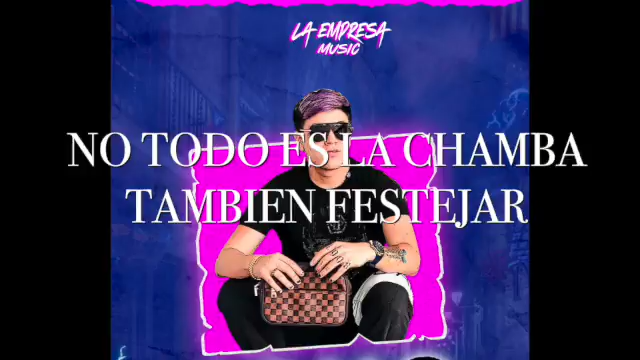 LA EMPRESA
MUSIC
NO TODO ES LA CHAMBA
TAMBIEN FESTEJAR